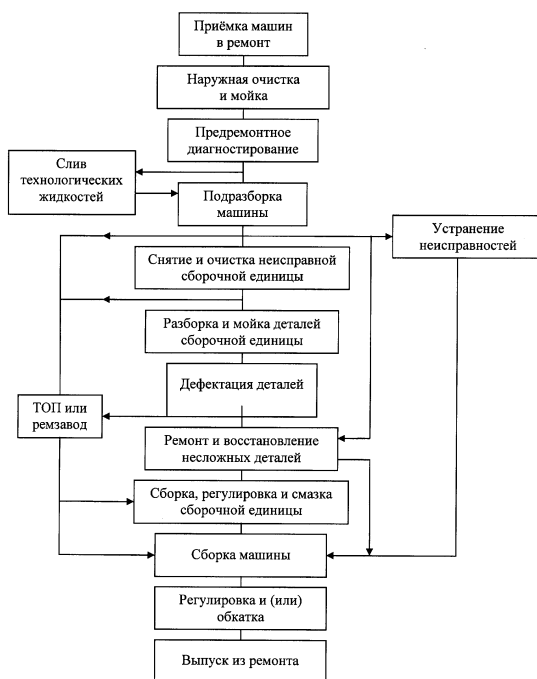 Приёмка машин
в ремонт
Наружная очистка
и мойка
Предремонтное
диагностирование
Слив
технологических
жидкостей
Подразборка
машины
Устранение
неисправностей
Снятие и очистка неисправной
сборочной единицы
Разборка и мойка деталей
сборочной единицы
Дефектация деталей
ТОП или
ремзавод
Ремонт и восстановление
несложных деталей
Сборка, регулировка и смазка
сборочной единицы
Сборка машины
Регулировка и (или)
обкатка
Выпуск из ремонта